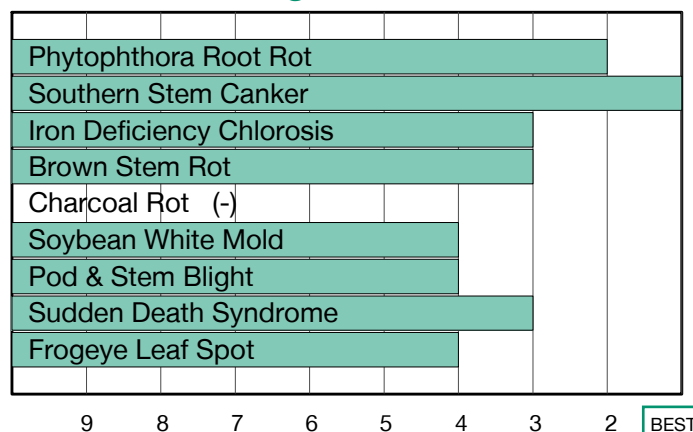 Phytophthora Root Rot
Southern Stem Canker
Iron Deficiency Chlorosis
Brown Stem Rot
Charcoal Rot (-)
Soybean White Mold
Pod & Stem Blight
Sudden Death Syndrome
Frogeye Leaf Spot
9 8 7 6 5 4 3 2 BEST